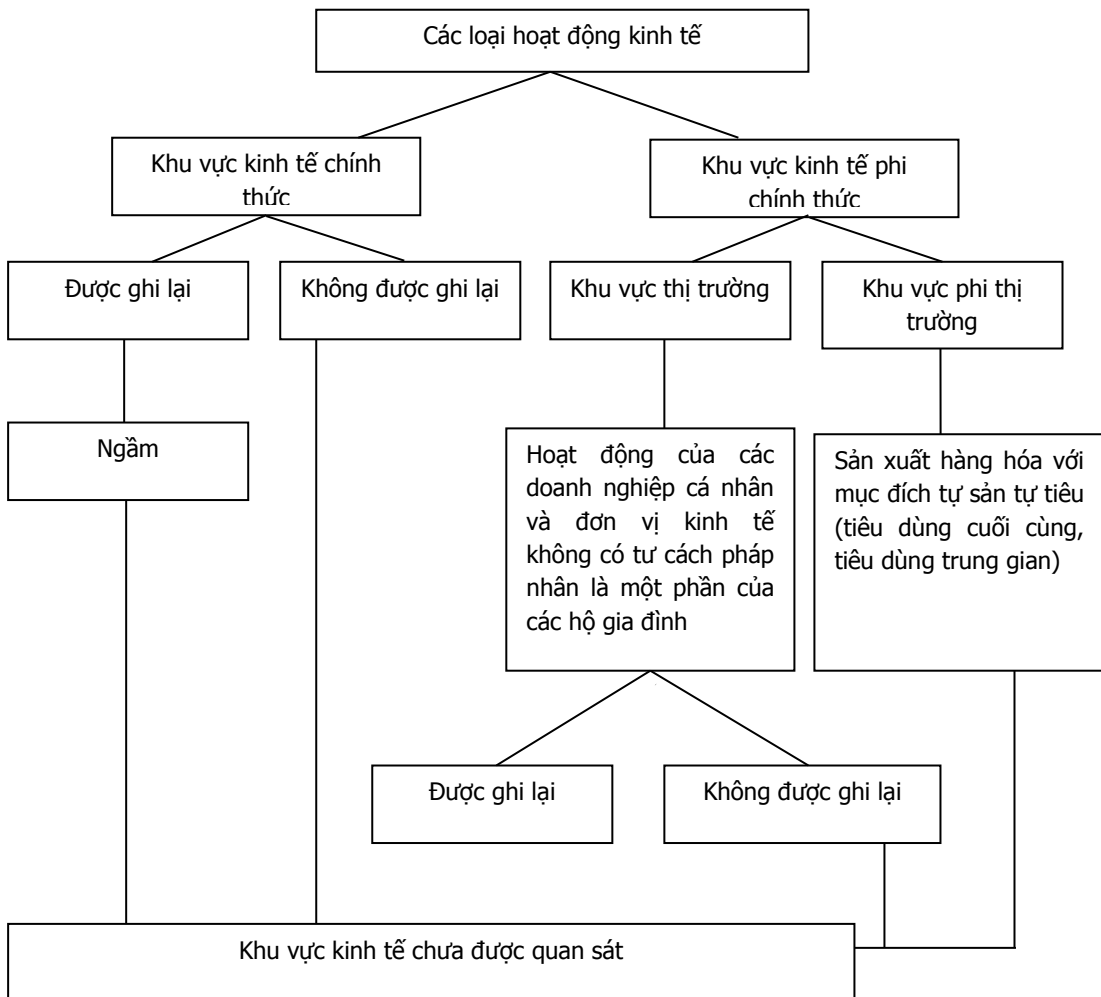 Các loại hoạt động kinh tế
Khu vực kinh tế chính
thức
Khu vực kinh tế phi
chính thức
Được ghi lại
Không được ghi lại
Khu vực thị trường
Khu vực phi thị
trường
Ngầm
Hoạt động của các
doanh nghiệp cá nhân
và đơn vị kinh tế
không có tư cách pháp
nhân là một phần của
các hộ gia đình
Sản xuất hàng hóa với
mục đích tự sản tự tiêu
(tiêu dùng cuối cùng,
tiêu dùng trung gian)
Được ghi lại
Không được ghi lại
Khu vực kinh tế chưa được quan sát